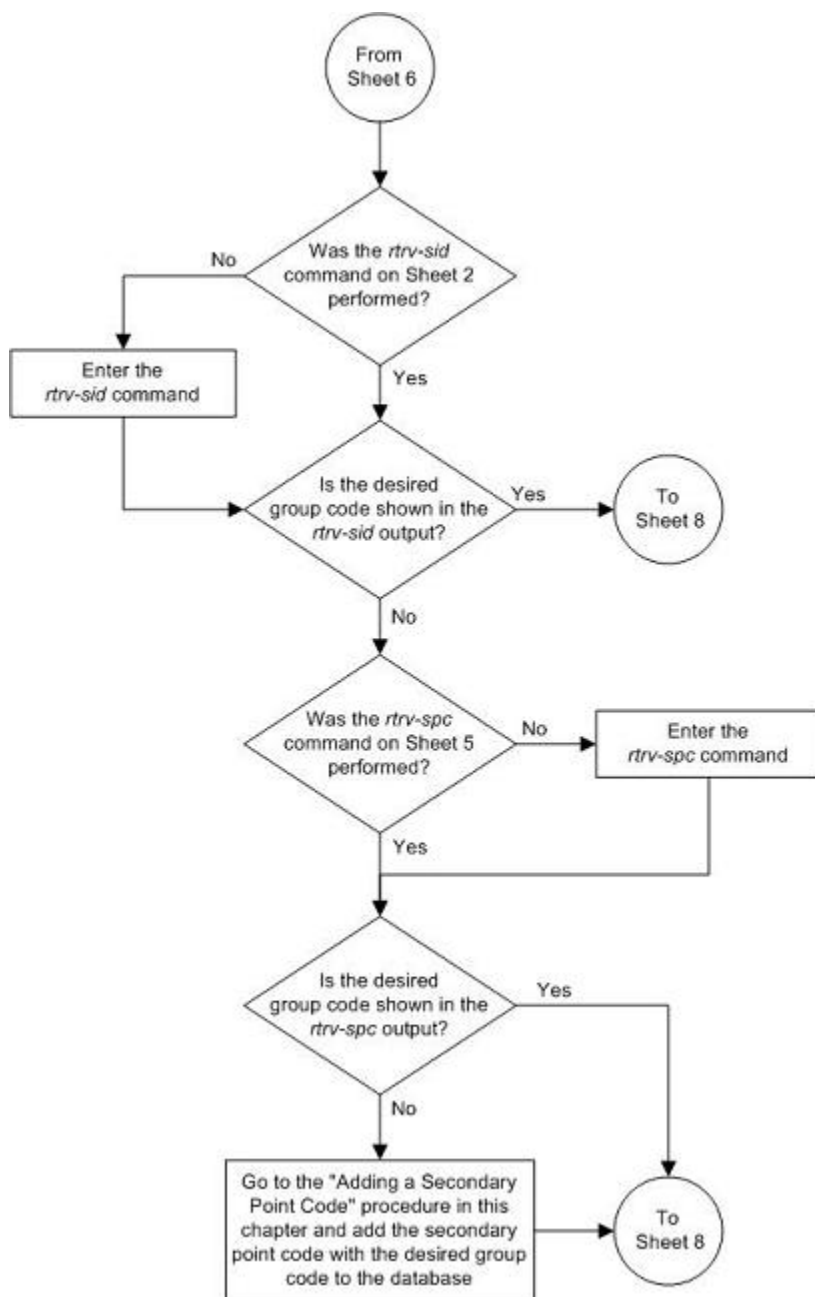 From
Sheet 6
Was the rtrv-sid
command on Sheet 2
performed?
No
Yes
Enter the
rtrv-sid command
Is the desired
group code shown in the
rtrv-sid output?
Yes
To
Sheet 8
No
Was the rtrv-spc
command on Sheet 5
performed?
No
Enter the
rtrv-spc command
Yes
Is the desired
group code shown in the
rtrv-spc output?
Yes
No
Go to the "Adding a Secondary
Point Code" procedure in this
chapter and add the secondary
point code with the desired group
code to the database
To
Sheet 8